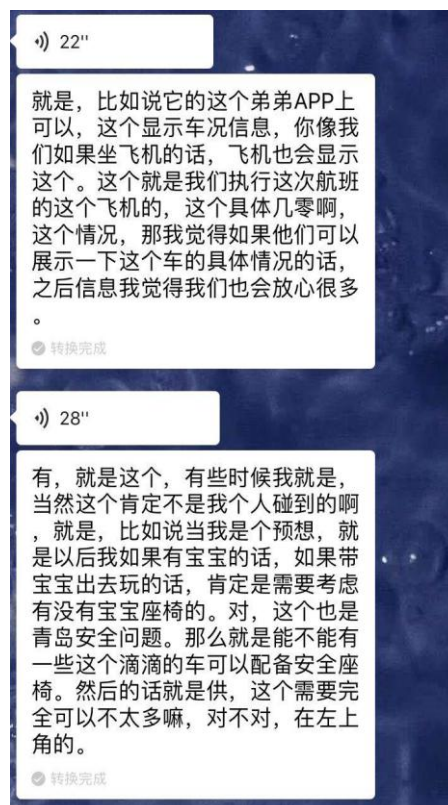 22''
就是，比如说它的这个弟弟APP上
可以，这个显示车况信息，你像我
们如果坐飞机的话，飞机也会显示
这个。这个就是我们执行这次航班
的这个飞机的，这个具体几零啊，
这个情况，那我觉得如果他们可以
展示一下这个车的具体情况的话，
之后信息我觉得我们也会放心很多
。
转换完成
28''
有，就是这个，有些时候我就是，
当然这个肯定不是我个人碰到的啊
，就是，比如说当我是个预想，就
是以后我如果有宝宝的话，如果带
宝宝出去玩的话，肯定是需要考虑
有没有宝宝座椅的。对，这个也是
青岛安全问题。那么就是能不能有
一些这个滴滴的车可以配备安全座
椅。然后的话就是供，这个需要完
全可以不太多嘛，对不对，在左上
角的。
转换完成